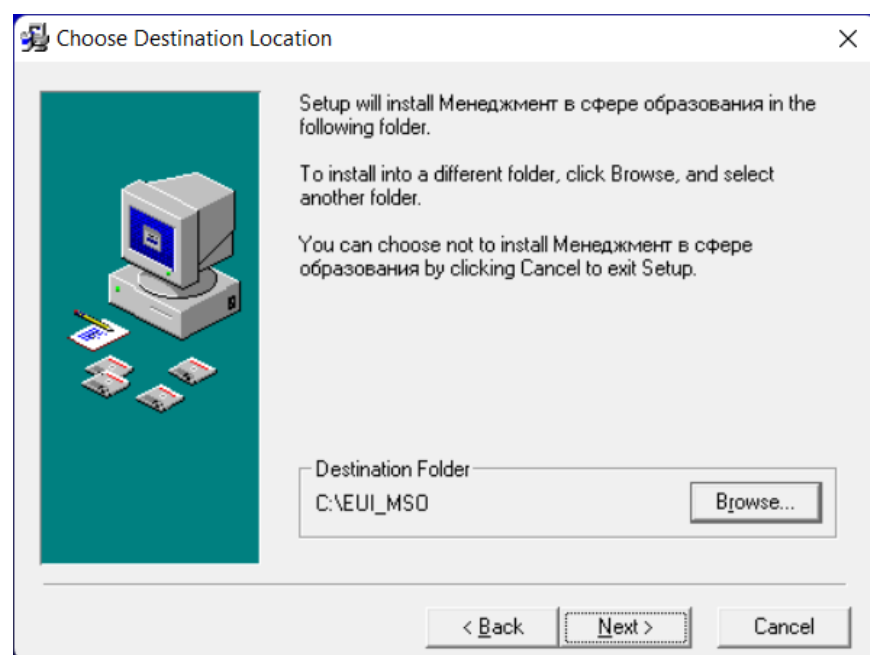 Choose Destination Location
Setup will install Менеджмент в сфере образования in the
following folder.
To install into a different folder, click Browse, and select
another folder.
You can choose not to install Менеджмент в сфере
образования by clicking Cancel to exit Setup.
Destination Folder
C:\EUI_MSO
Browse...
< Back
Next >
Cancel